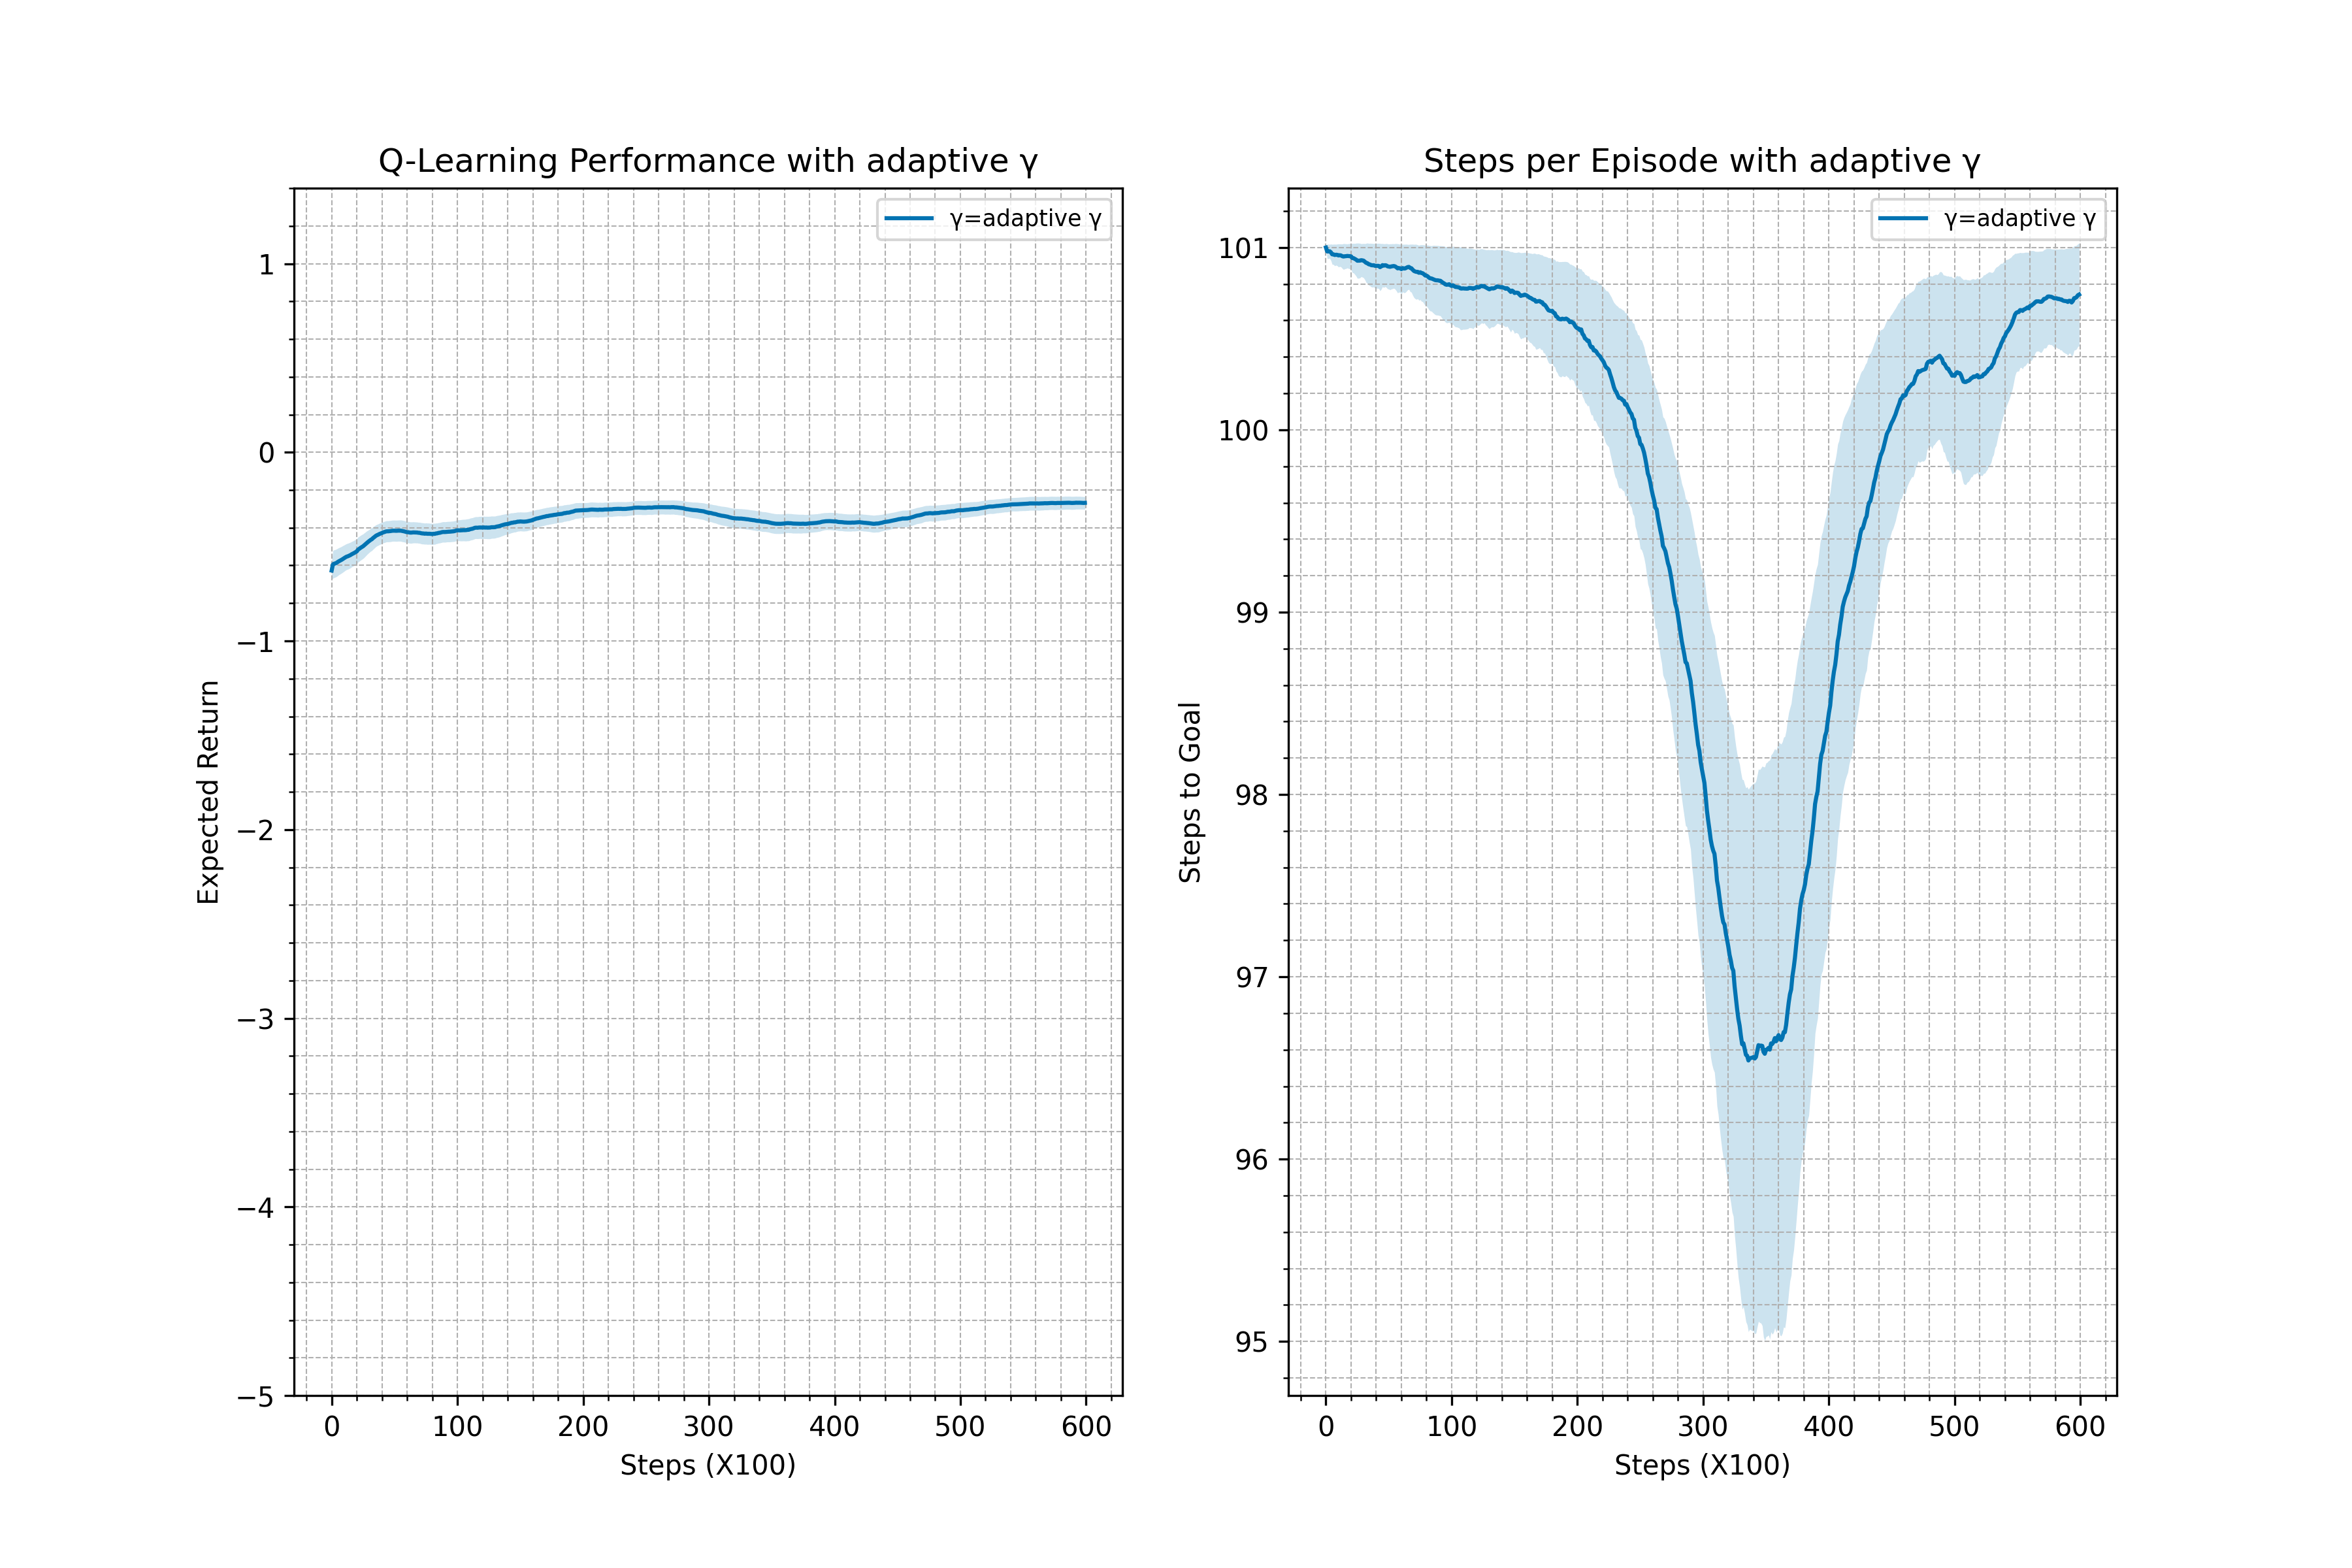 Q-Learning Performance with adaptive γ
γ=adaptive γ
1
0
−1
−2
−3
−4
−5
Expected Return
0 100 200 300 400 500 600
Steps (X100)
Steps per Episode with adaptive γ
γ=adaptive γ
101
100
99
98
97
96
95
Steps to Goal
0 100 200 300 400 500 600
Steps (X100)